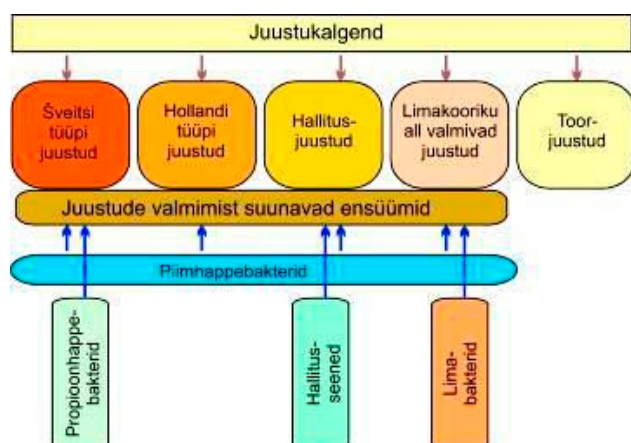 Juustukalgend
Šveitsi
tüüpi
juustud
Hollandi
tüüpi
juustud
Hallitus-
juustud
Limakooriku
all valmivad
juustud
Toor-
juustud
Juustude valmimist suunavad ensüümid
Piimhappebakterid
Propioonhappe-
bakterid
Hallitus-
seened
Lima-
bakterid